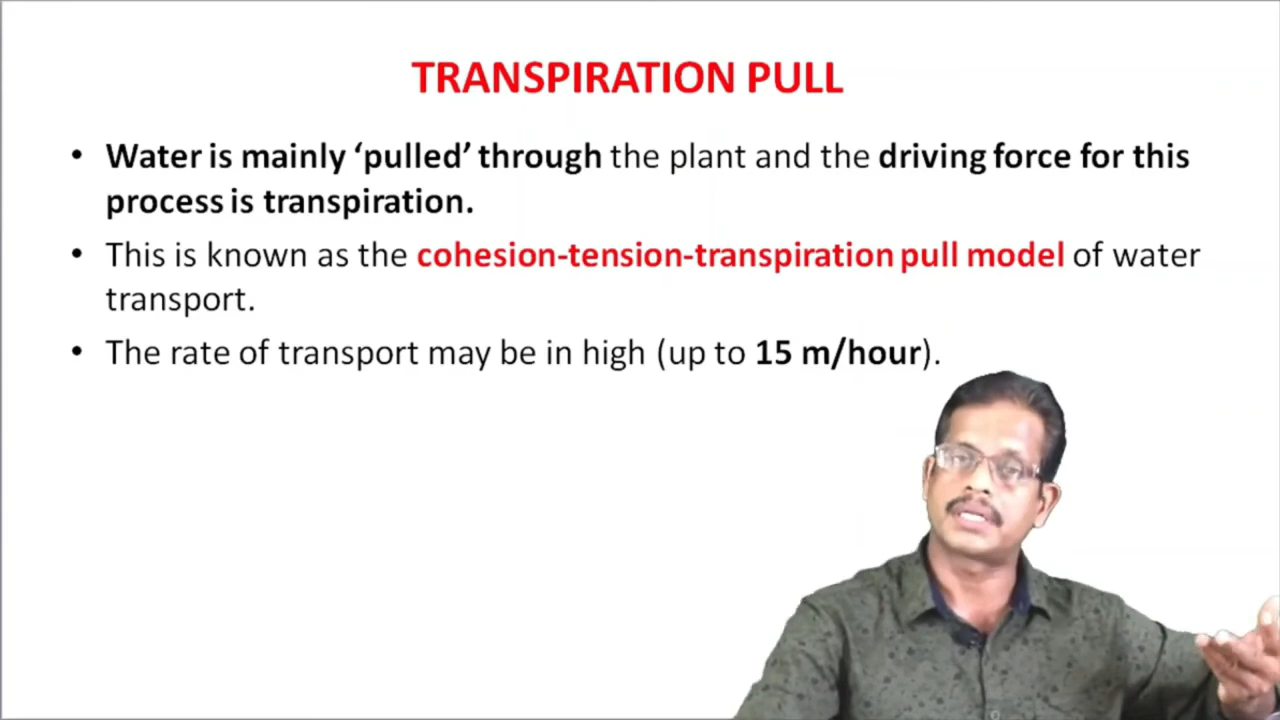 TRANSPIRATION PULL
• Water is mainly ‘pulled’ through the plant and the driving force for this
process is transpiration.
• This is known as the cohesion-tension-transpiration pull model of water
transport.
• The rate of transport may be in high (up to 15 m/hour).